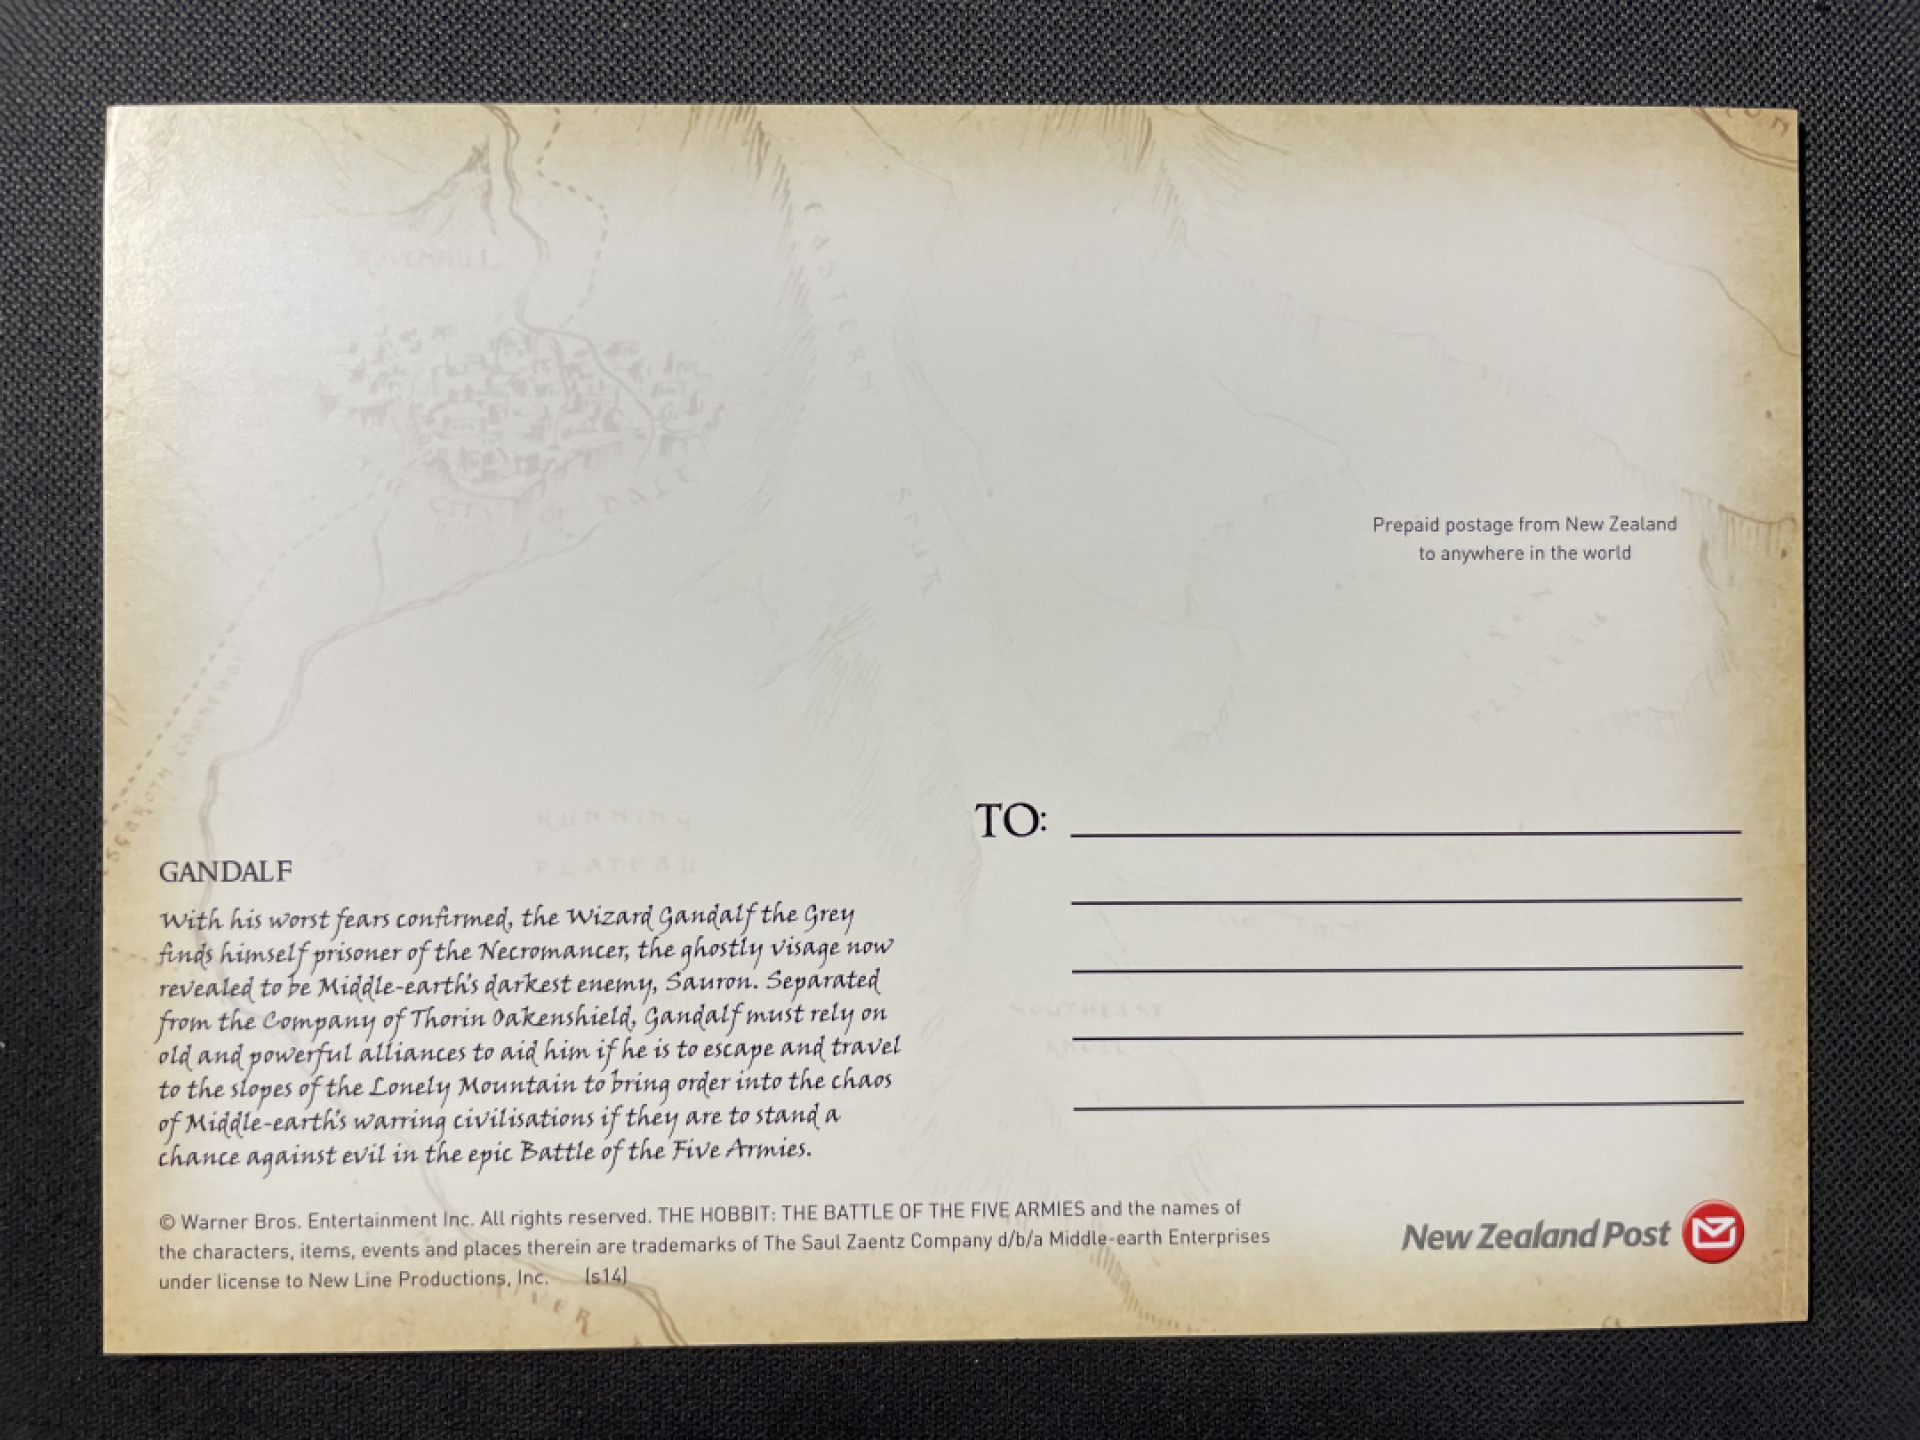 RAVENHILL
EASTERN
CITY OF DALE
SPUR
Prepaid postage from New Zealand
to anywhere in the world
RUNNING
PLATEAU
TO:
GANDALF
With his worst fears confirmed, the Wizard Gandalf the Grey
finds himself prisoner of the Necromancer, the ghostly visage now
revealed to be Middle-earth's darkest enemy, Sauron. Separated
from the Company of Thorin Oakenshield, Gandalf must rely on
old and powerful alliances to aid him if he is to escape and travel
to the slopes of the Lonely Mountain to bring order into the chaos
of Middle-earth's warring civilisations if they are to stand a
chance against evil in the epic Battle of the Five Armies.
SOUTHEAST
© Warner Bros. Entertainment Inc. All rights reserved. THE HOBBIT: THE BATTLE OF THE FIVE ARMIES and the names of
the characters, items, events and places therein are trademarks of The Saul Zaentz Company d/b/a Middle-earth Enterprises
under license to New Line Productions, Inc. (s14)
New Zealand Post
RIVER